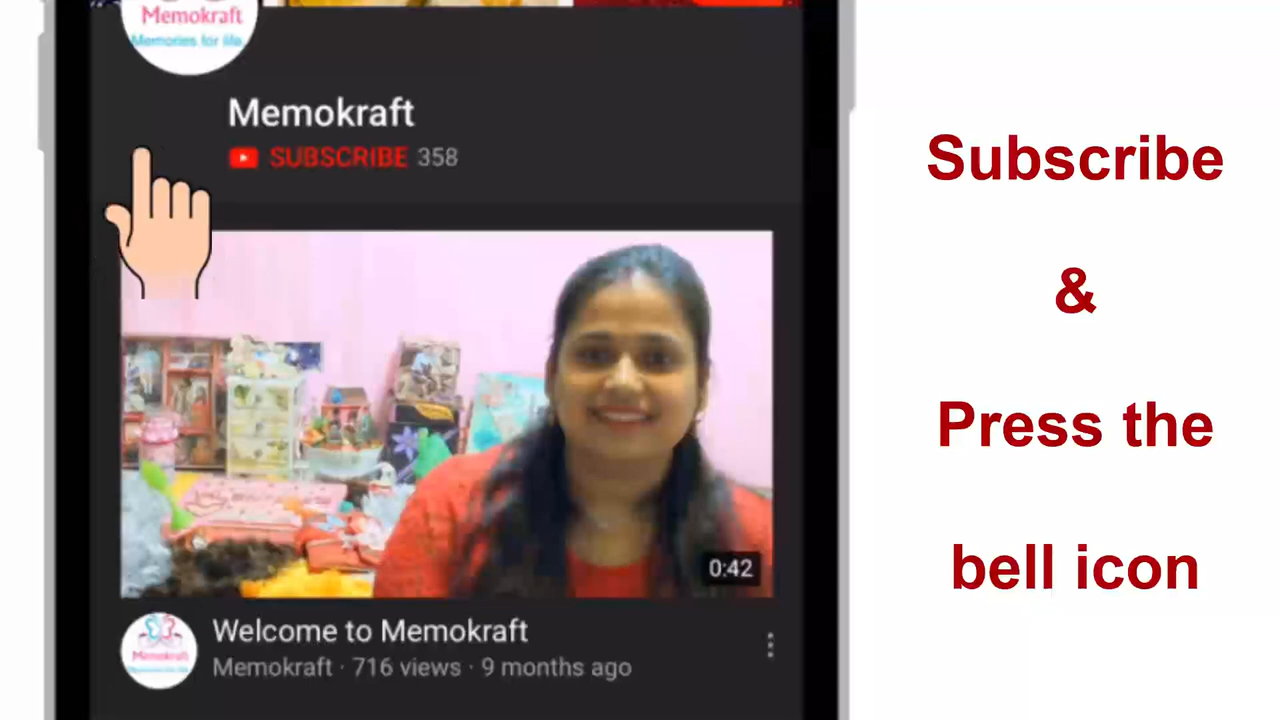 Memokraft
Memories for life
Memokraft
SUBSCRIBE 358
0:42
Welcome to Memokraft
Memokraft · 716 views · 9 months ago
Memokraft
Subscribe
&
Press the
bell icon